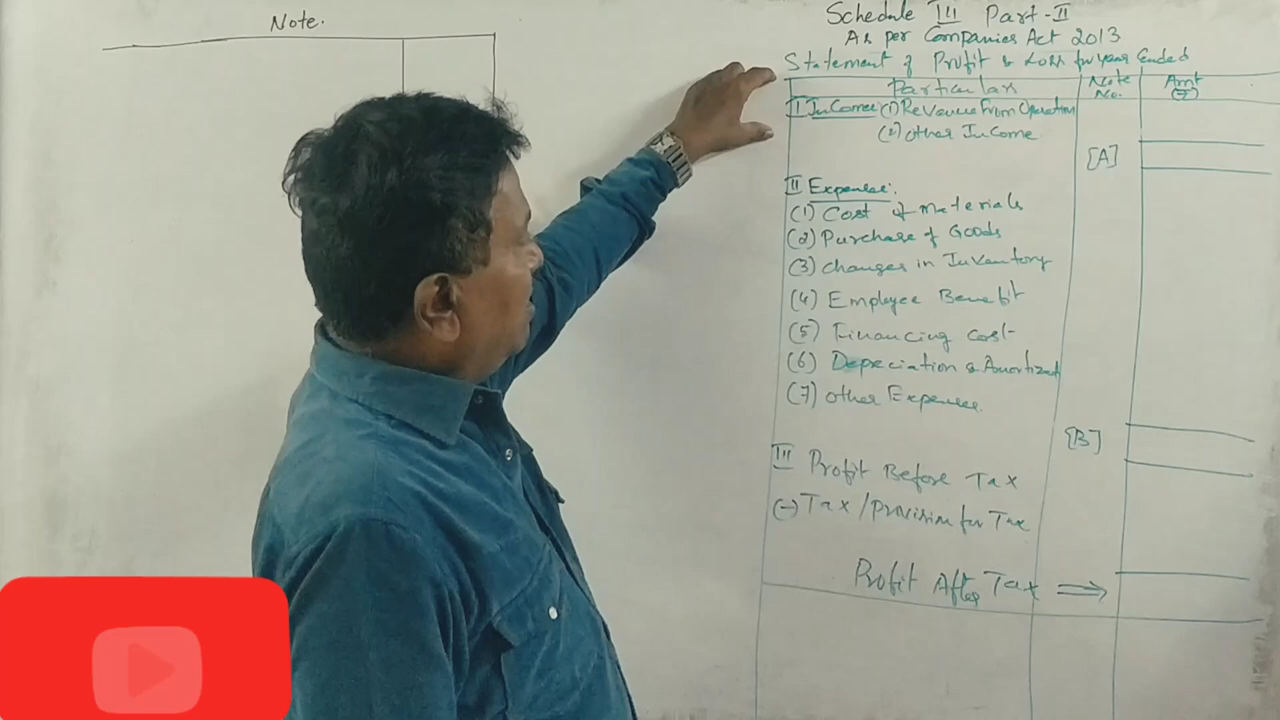 Note.
Schedule III Part-II
As per Companies Act 2013
Statement of Profit & Loss for year Ended
Particulars Note No. Amt (₹)
I Income: (1) Revenue From Operation
(2) Other Income
[A]
II Expenses:
(1) Cost of Materials
(2) Purchase of Goods
(3) Changes in Inventory
(4) Employee Benefit
(5) Financing Cost
(6) Depreciation & Amortized
(7) Other Expenses.
[B]
III Profit Before Tax
(-) Tax / Provision for Tax
Profit After Tax ⇒